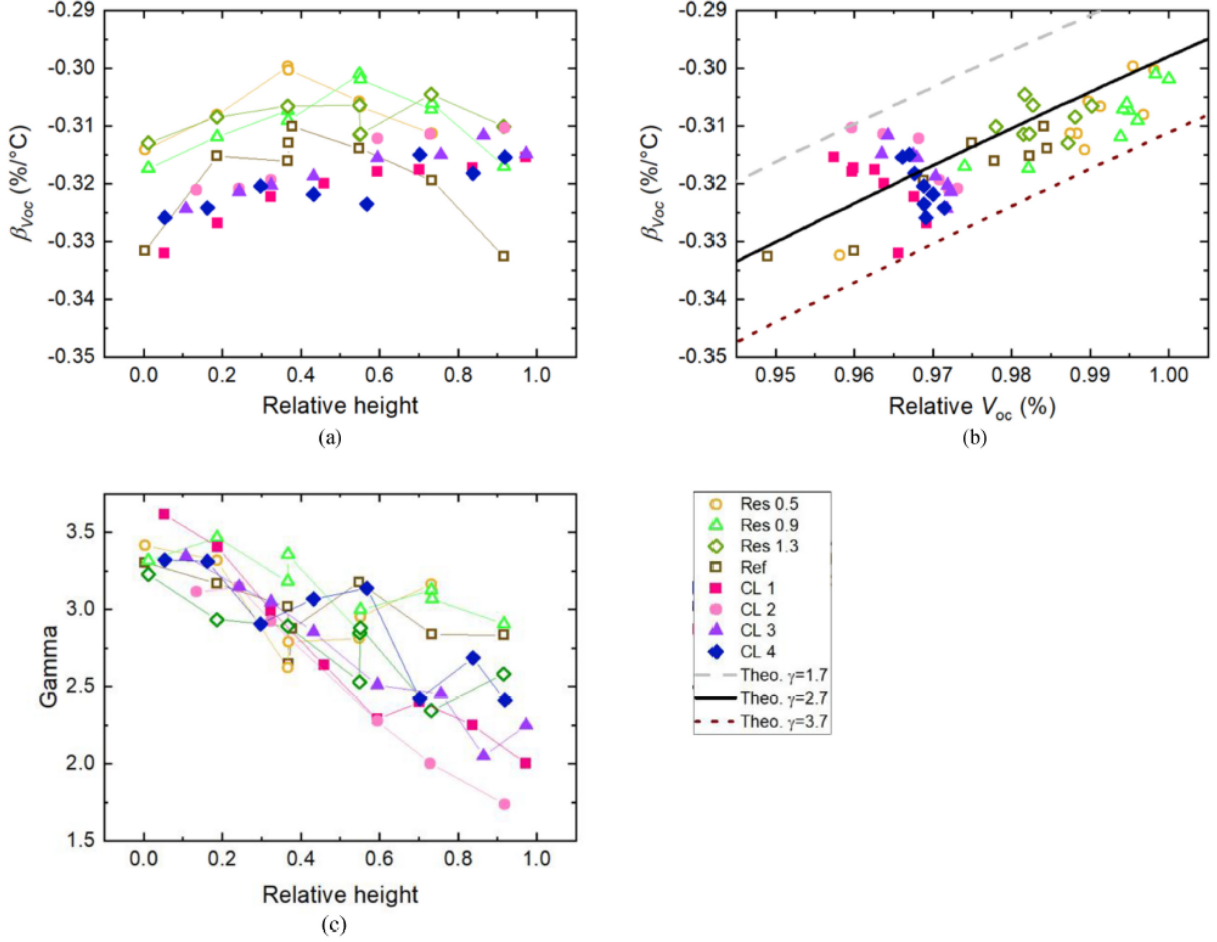 -0.29
-0.30
-0.31
-0.32
-0.33
-0.34
-0.35
βVoc (%/°C)
0.0 0.2 0.4 0.6 0.8 1.0
Relative height
(a)
-0.29
-0.30
-0.31
-0.32
-0.33
-0.34
-0.35
βVoc (%/°C)
0.95 0.96 0.97 0.98 0.99 1.00
Relative Voc (%)
(b)
3.5
3.0
2.5
2.0
1.5
Gamma
0.0 0.2 0.4 0.6 0.8 1.0
Relative height
(c)
Res 0.5
Res 0.9
Res 1.3
Ref
CL 1
CL 2
CL 3
CL 4
Theo. γ=1.7
Theo. γ=2.7
Theo. γ=3.7